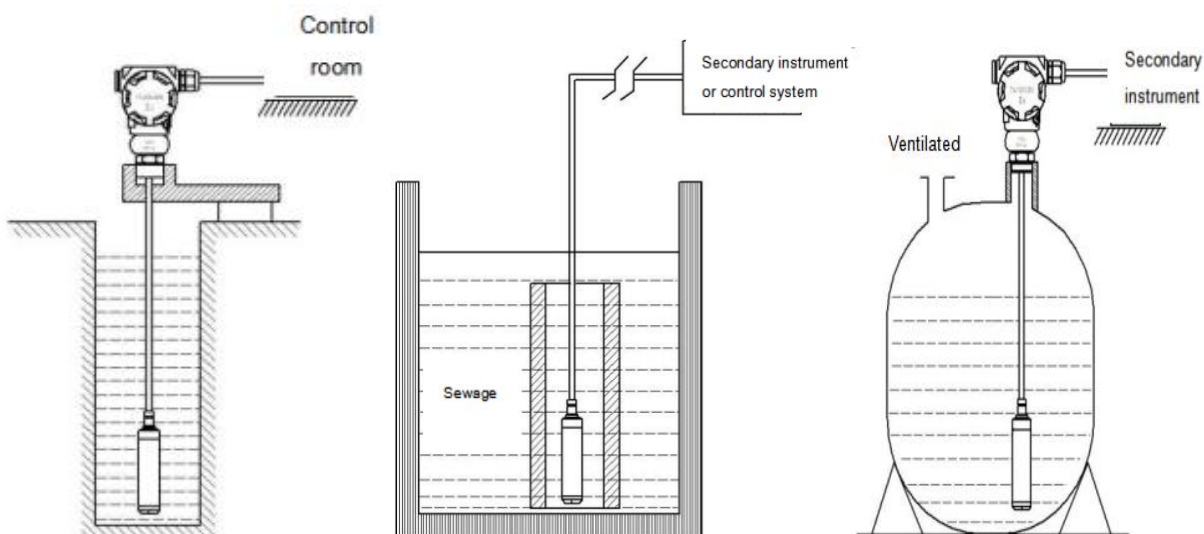 Control
room
Secondary instrument
or control system
Sewage
Ventilated
Secondary
instrument